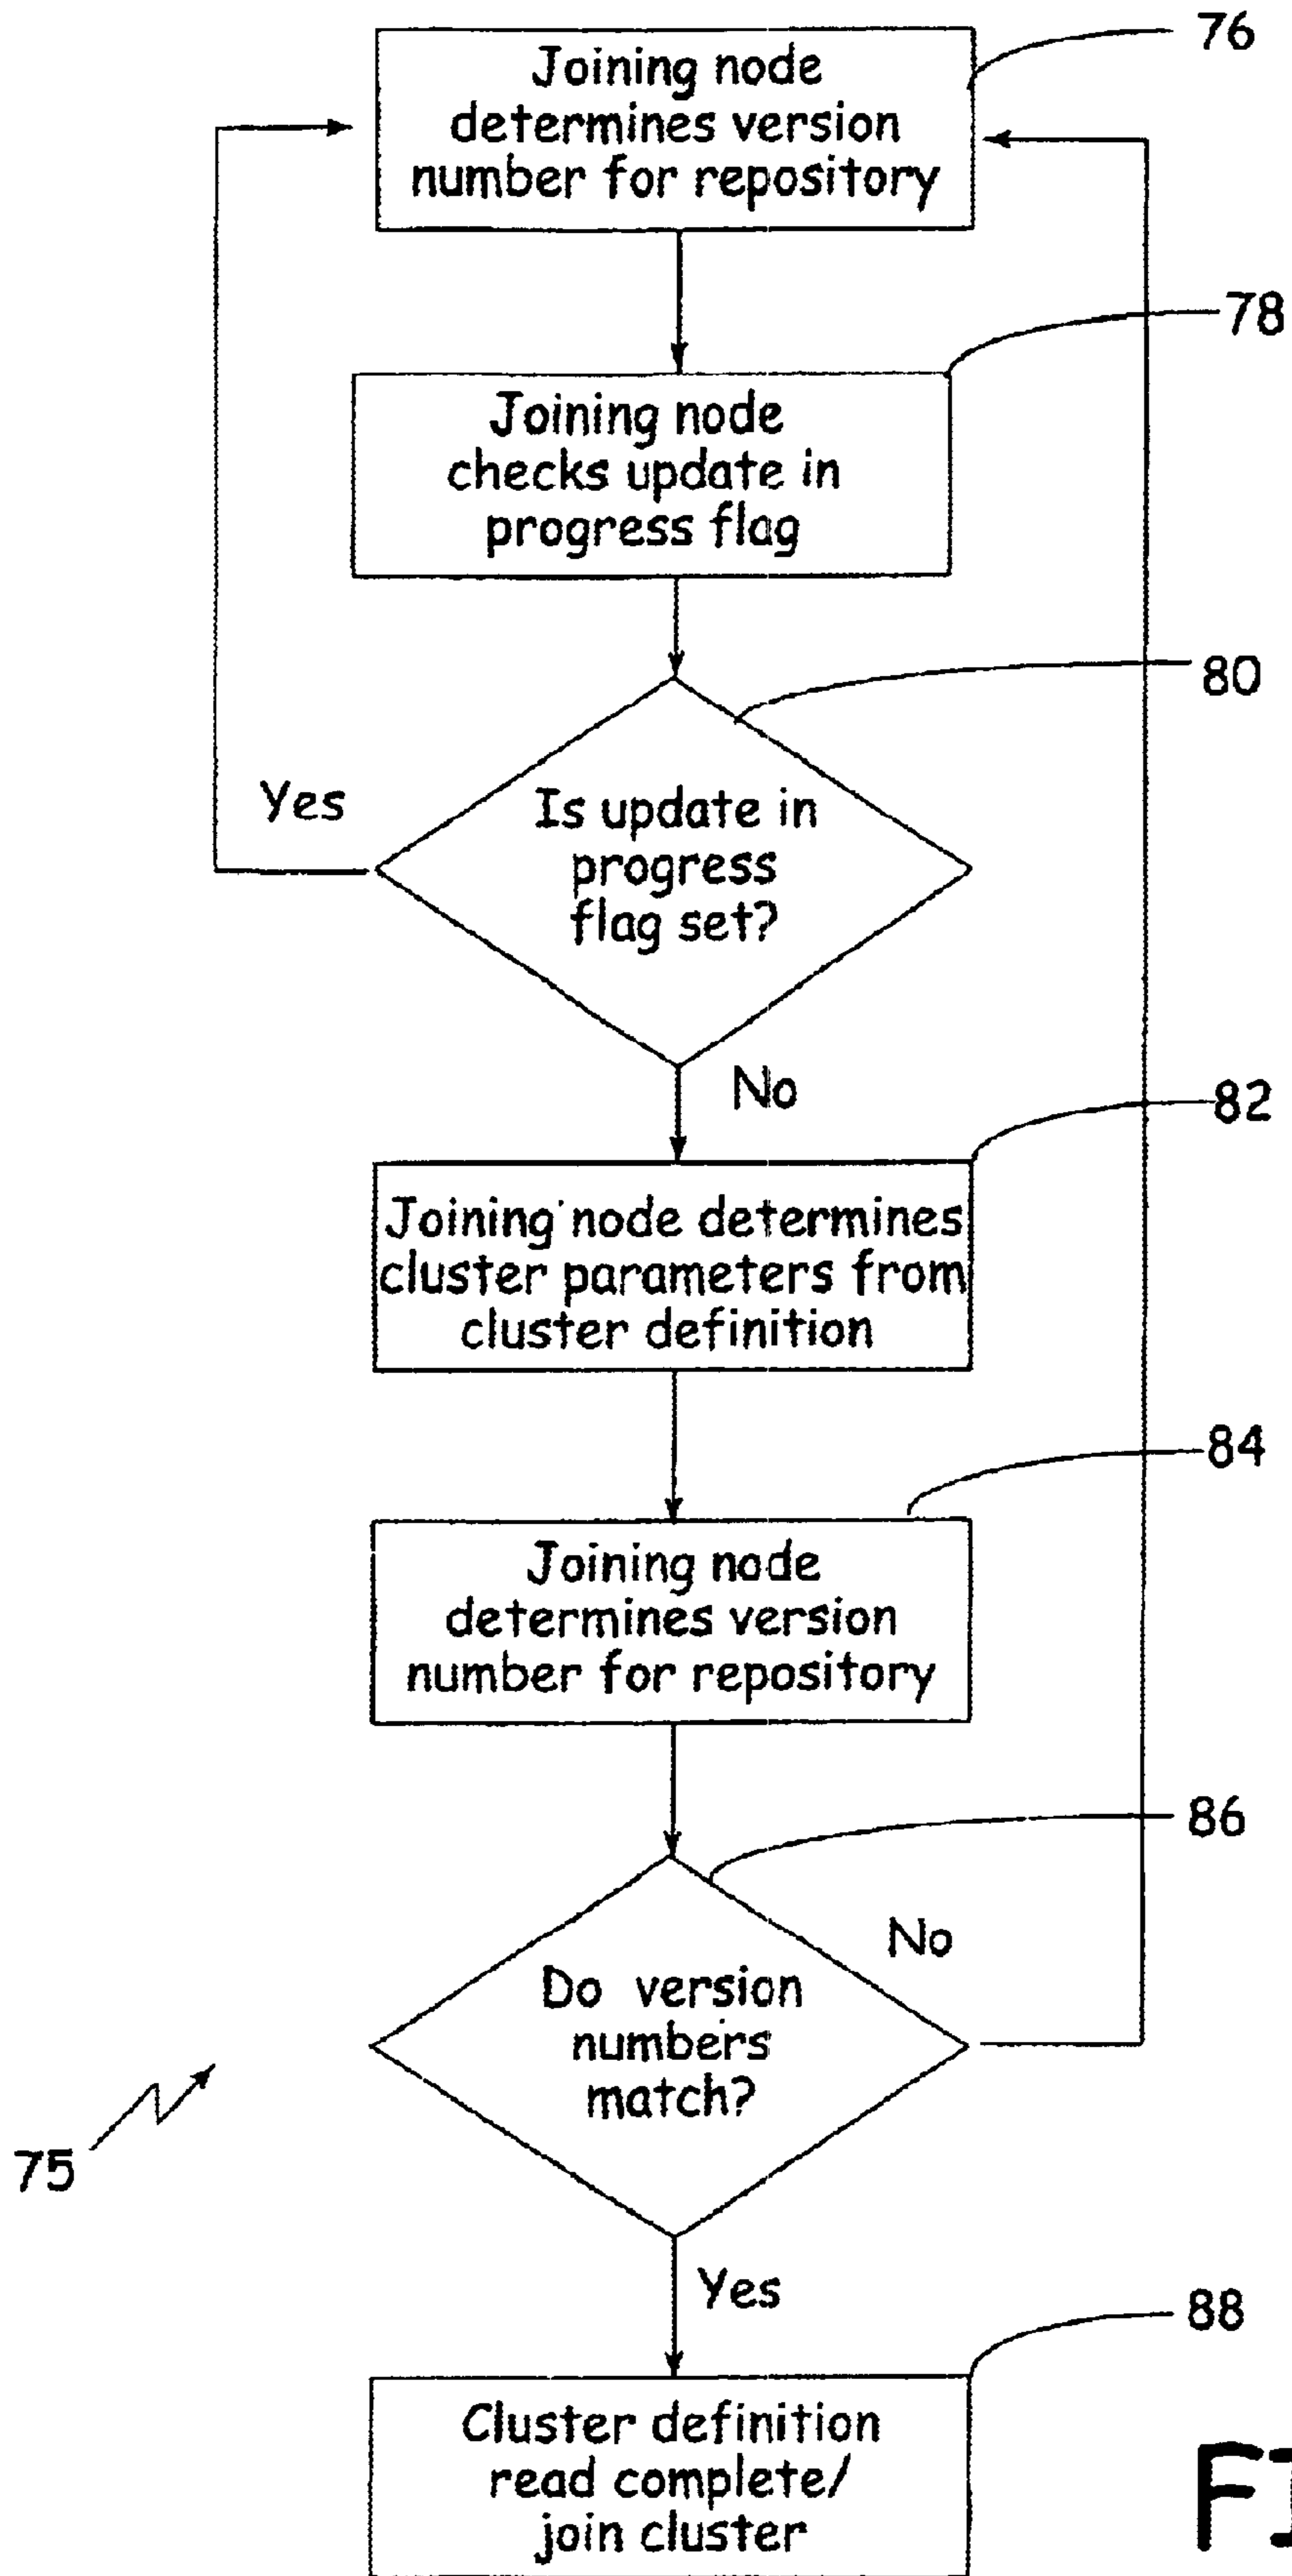 76
Joining node
determines version
number for repository
78
Joining node
checks update in
progress flag
80
Yes
Is update in
progress
flag set?
No
82
Joining node determines
cluster parameters from
cluster definition
84
Joining node
determines version
number for repository
86
No
Do version
numbers
match?
75
Yes
88
Cluster definition
read complete/
join cluster